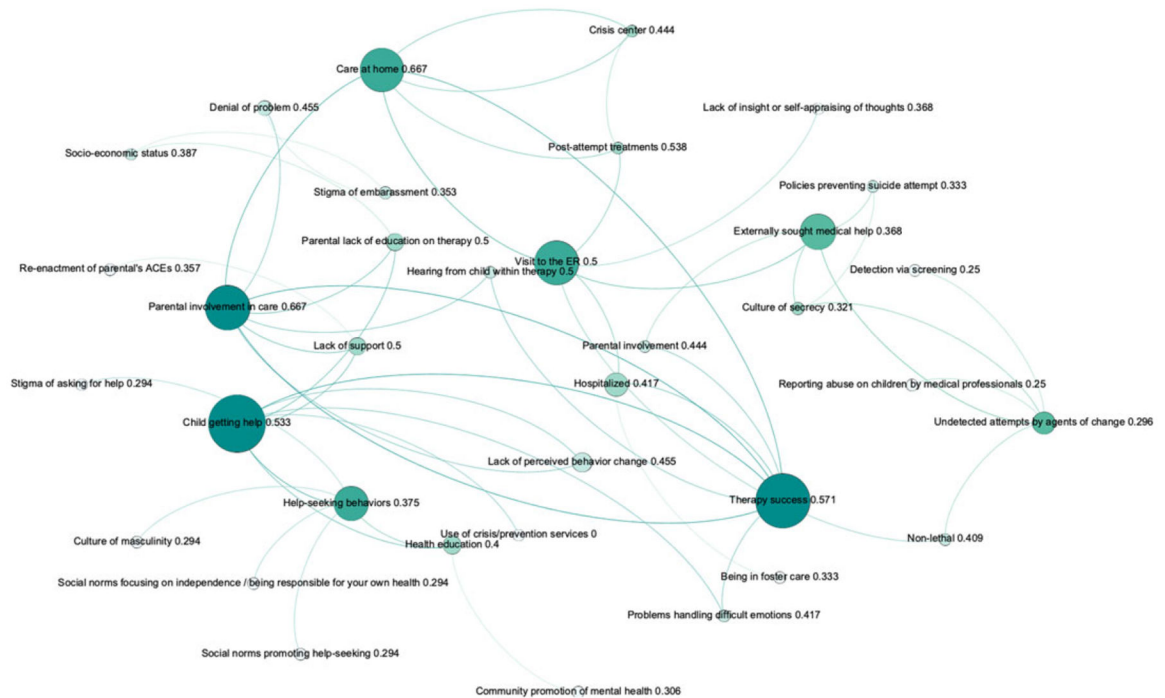 Crisis center 0.444
Care at home 0.667
Denial of problem 0.455
Lack of insight or self-appraising of thoughts 0.368
Socio-economic status 0.387
Post-attempt treatments 0.538
Stigma of embarassment 0.353
Policies preventing suicide attempt 0.333
Externally sought medical help 0.368
Parental lack of education on therapy 0.5
Visit to the ER 0.5
Re-enactment of parental's ACEs 0.357
Hearing from child within therapy 0.5
Detection via screening 0.25
Parental involvement in care 0.667
Culture of secrecy 0.321
Lack of support 0.5
Parental involvement 0.444
Stigma of asking for help 0.294
Hospitalized 0.417
Reporting abuse on children by medical professionals 0.25
Child getting help 0.533
Undetected attempts by agents of change 0.296
Lack of perceived behavior change 0.455
Help-seeking behaviors 0.375
Therapy success 0.571
Culture of masculinity 0.294
Use of crisis/prevention services 0
Health education 0.4
Non-lethal 0.409
Social norms focusing on independence / being responsible for your own health 0.294
Being in foster care 0.333
Problems handling difficult emotions 0.417
Social norms promoting help-seeking 0.294
Community promotion of mental health 0.306